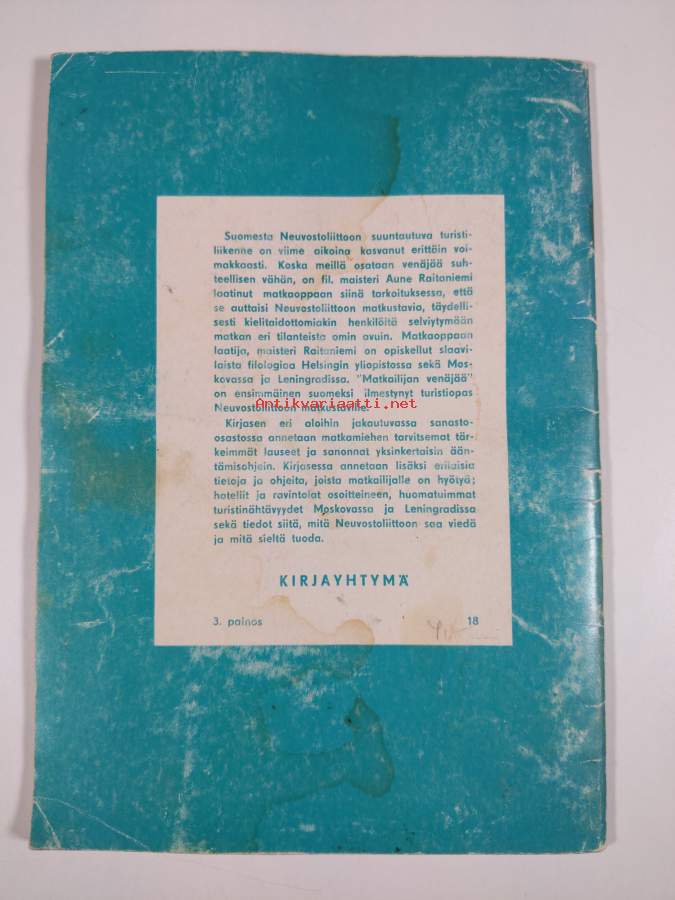 Suomesta Neuvostoliittoon suuntautuva turisti-
liikenne on viime aikoina kasvanut erittäin voi-
makkaasti. Koska meillä osataan venäjää suh-
teellisen vähän, on fil. maisteri Aune Raitaniemi
laatinut matkaoppaan siinä tarkoituksessa, että
se auttaisi Neuvostoliittoon matkustavia, täydelli-
sesti kielitaidottomiakin henkilöitä selviytymään
matkan eri tilanteista omin avuin. Matkaoppaan
laatija, maisteri Raitaniemi on opiskellut slaavi-
laista filologiaa Helsingin yliopistossa sekä Mos-
kovassa ja Leningradissa. "Matkailijan venäjää"
on ensimmäinen suomeksi ilmestynyt turistiopas
Antikvariaatti.net
Neuvostoliittoon matkustaville.
Kirjasen eri aloihin jakautuvassa sanasto-
osastossa annetaan matkamiehen tarvitsemat tär-
keimmät lauseet ja sanonnat yksinkertaisin ään-
tämisohjein. Kirjasessa annetaan lisäksi erilaisia
tietoja ja ohjeita, joista matkailijalle on hyötyä;
hotellit ja ravintolat osoitteineen, huomatuimmat
turistinähtävyydet Moskovassa ja Leningradissa
sekä tiedot siitä, mitä Neuvostoliittoon saa viedä
ja mitä sieltä tuoda.
KIRJAYHTYMÄ
3. painos 18